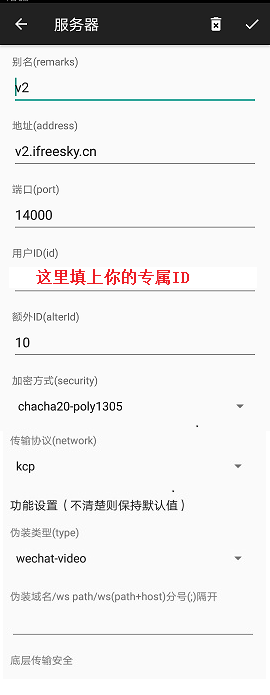 服务器
别名(remarks)
v2
地址(address)
v2.ifreesky.cn
端口(port)
14000
用户ID(id)
这里填上你的专属ID
额外ID(alterId)
10
加密方式(security)
chacha20-poly1305
传输协议(network)
kcp
功能设置（不清楚则保持默认值）
伪装类型(type)
wechat-video
伪装域名/ws path/ws(path+host)分号(;)隔开
底层传输安全